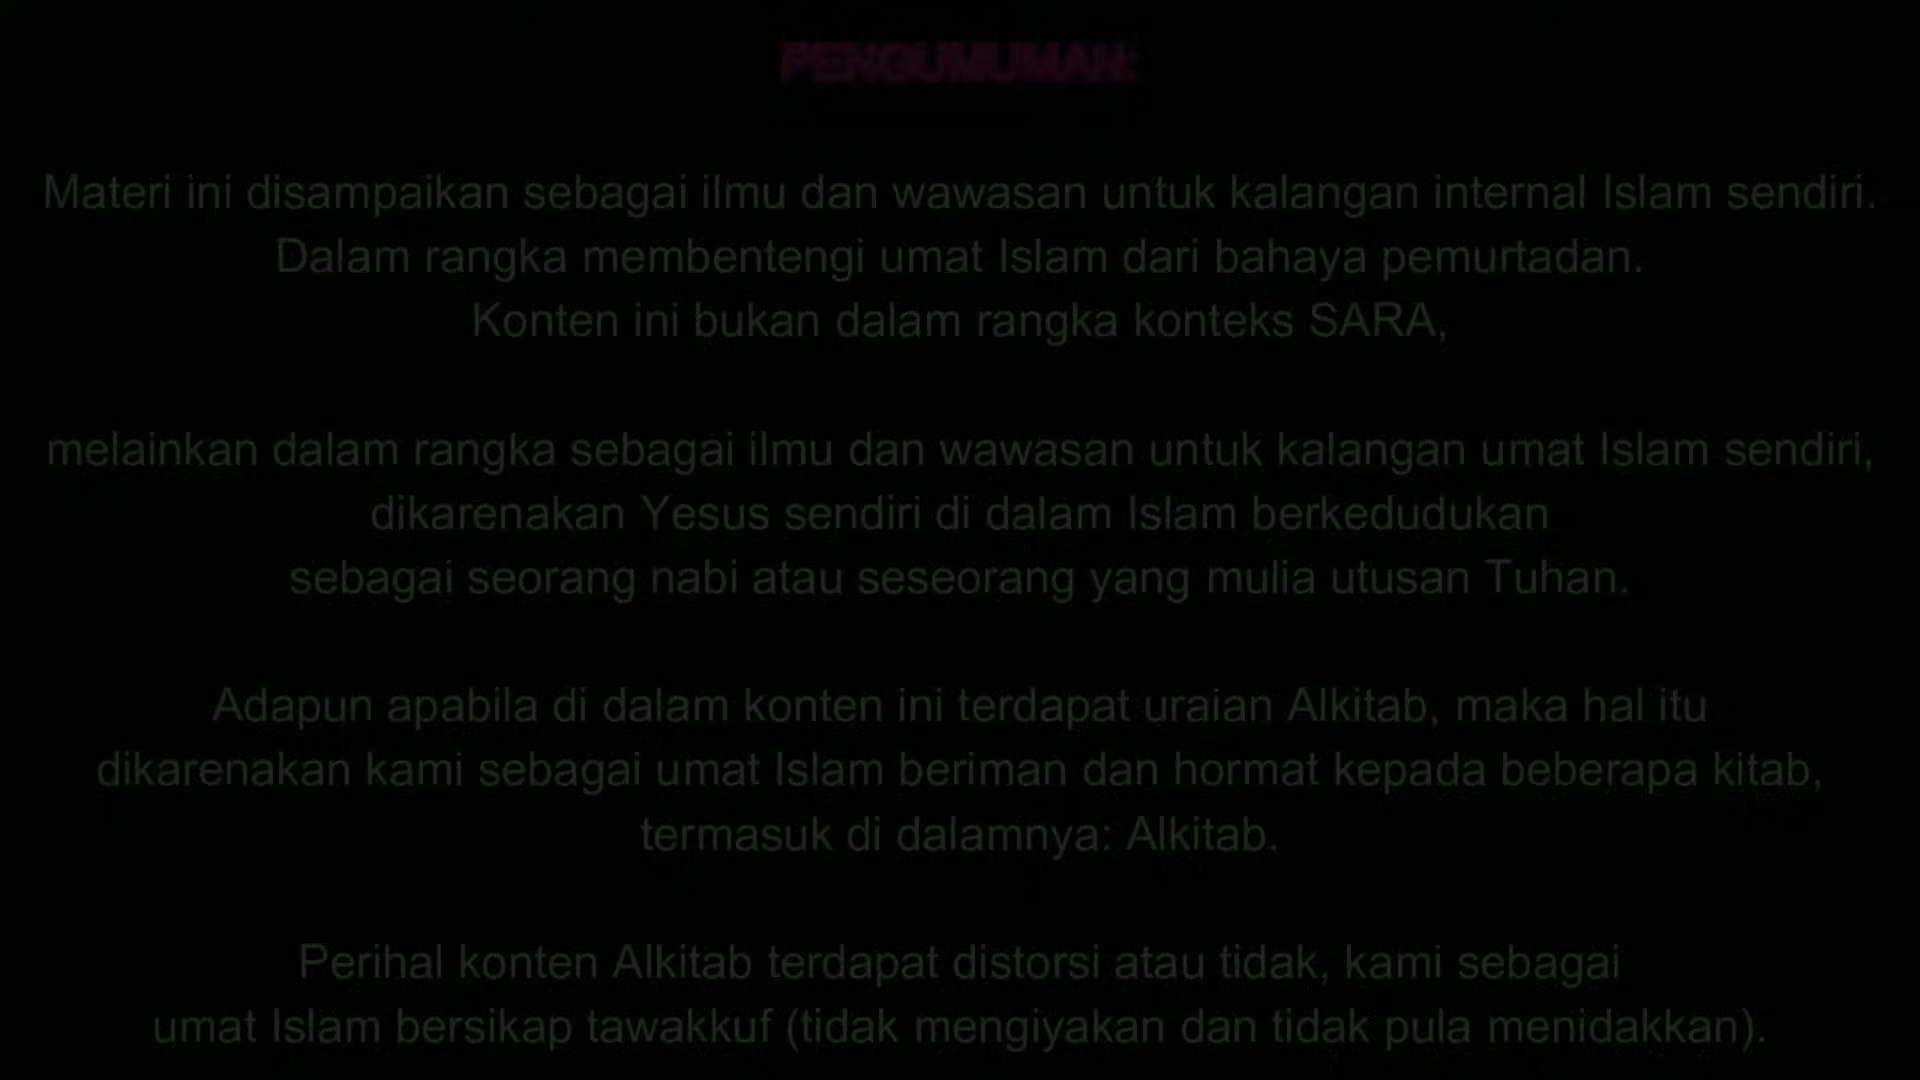 PENGUMUMAN:
Materi ini disampaikan sebagai ilmu dan wawasan untuk kalangan internal Islam sendiri.
Dalam rangka membentengi umat Islam dari bahaya pemurtadan.
Konten ini bukan dalam rangka konteks SARA,
melainkan dalam rangka sebagai ilmu dan wawasan untuk kalangan umat Islam sendiri,
dikarenakan Yesus sendiri di dalam Islam berkedudukan
sebagai seorang nabi atau seseorang yang mulia utusan Tuhan.
Adapun apabila di dalam konten ini terdapat uraian Alkitab, maka hal itu
dikarenakan kami sebagai umat Islam beriman dan hormat kepada beberapa kitab,
termasuk di dalamnya: Alkitab.
Perihal konten Alkitab terdapat distorsi atau tidak, kami sebagai
umat Islam bersikap tawakkuf (tidak mengiyakan dan tidak pula menidakkan).